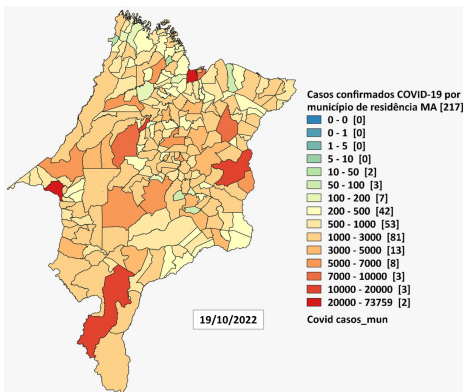 Casos confirmados COVID-19 por
município de residência MA [217]
0 - 0 [0]
0 - 1 [0]
1 - 5 [0]
5 - 10 [0]
10 - 50 [2]
50 - 100 [3]
100 - 200 [7]
200 - 500 [42]
500 - 1000 [53]
1000 - 3000 [81]
3000 - 5000 [13]
5000 - 7000 [8]
7000 - 10000 [3]
10000 - 20000 [3]
20000 - 73759 [2]
19/10/2022
Covid casos_mun